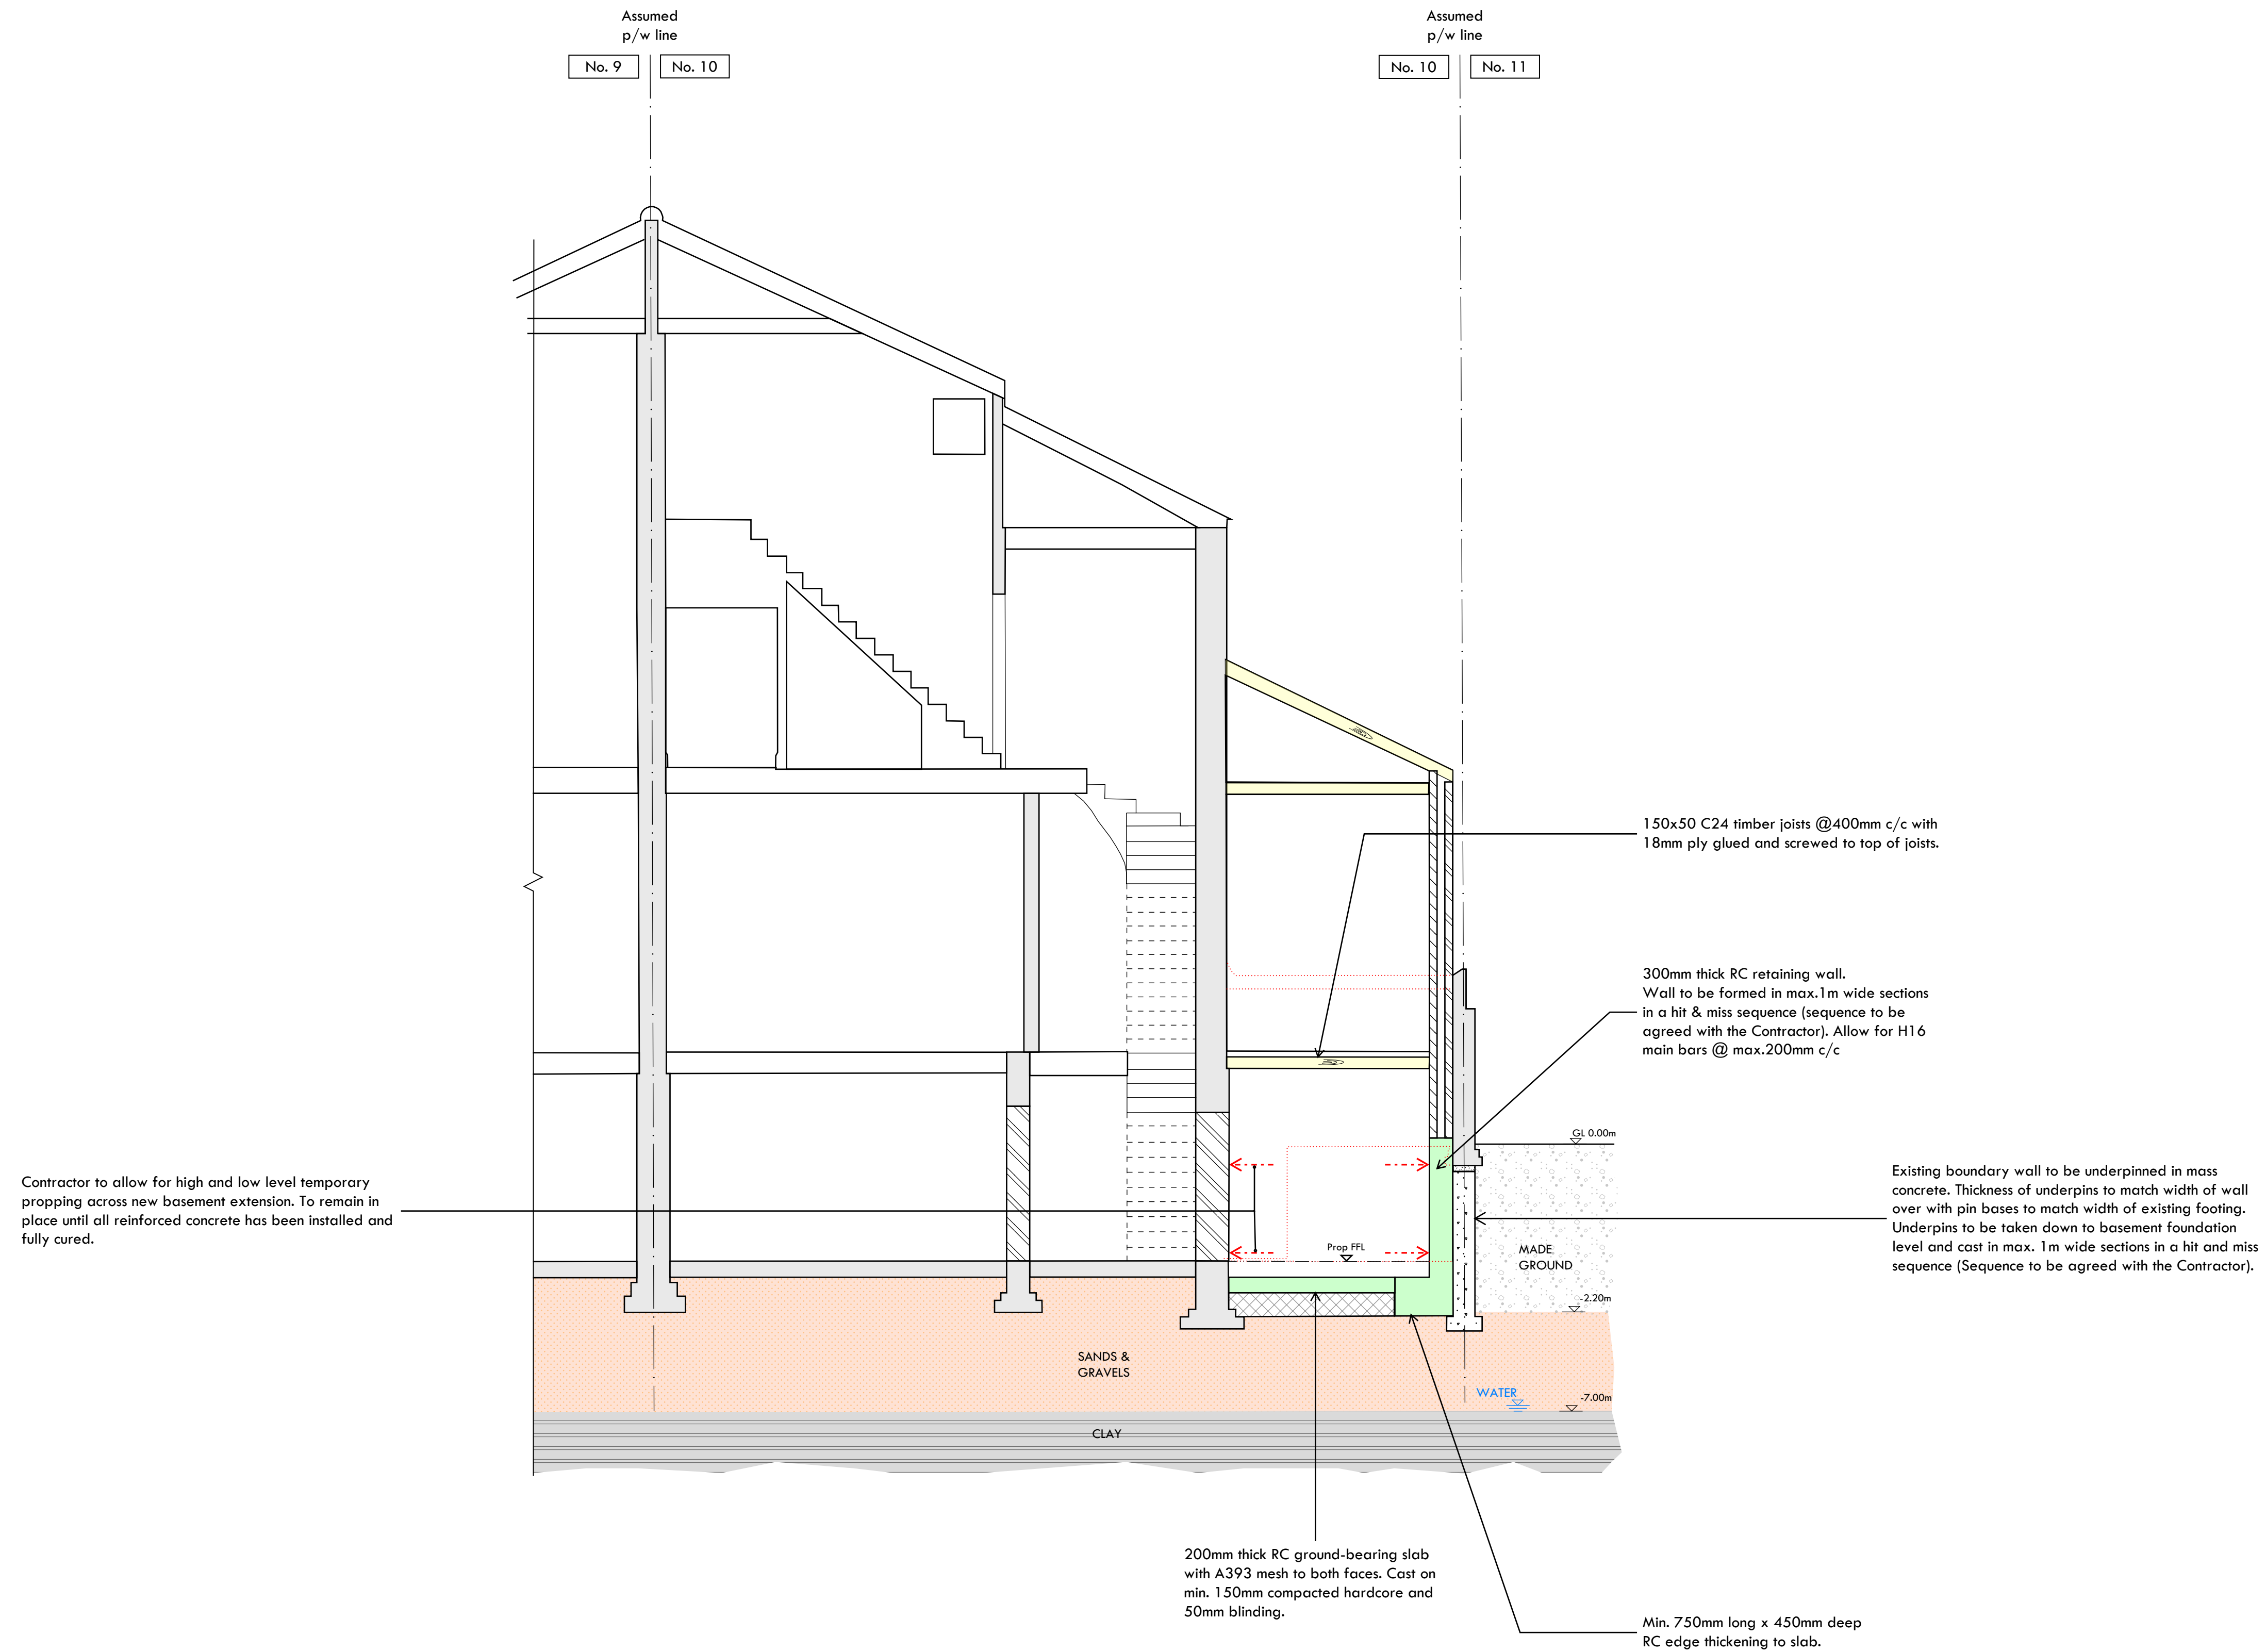 Assumed
p/w line
No. 9
No. 10
Assumed
p/w line
No. 10
No. 11
150x50 C24 timber joists @400mm c/c with
18mm ply glued and screwed to top of joists.
300mm thick RC retaining wall.
Wall to be formed in max.1m wide sections
in a hit & miss sequence (sequence to be
agreed with the Contractor). Allow for H16
main bars @ max.200mm c/c
GL 0.00m
Contractor to allow for high and low level temporary
propping across new basement extension. To remain in
place until all reinforced concrete has been installed and
fully cured.
Existing boundary wall to be underpinned in mass
concrete. Thickness of underpins to match width of wall
over with pin bases to match width of existing footing.
Underpins to be taken down to basement foundation
level and cast in max. 1m wide sections in a hit and miss
sequence (Sequence to be agreed with the Contractor).
Prop FFL
MADE
GROUND
-2.20m
SANDS &
GRAVELS
WATER
-7.00m
CLAY
200mm thick RC ground-bearing slab
with A393 mesh to both faces. Cast on
min. 150mm compacted hardcore and
50mm blinding.
Min. 750mm long x 450mm deep
RC edge thickening to slab.